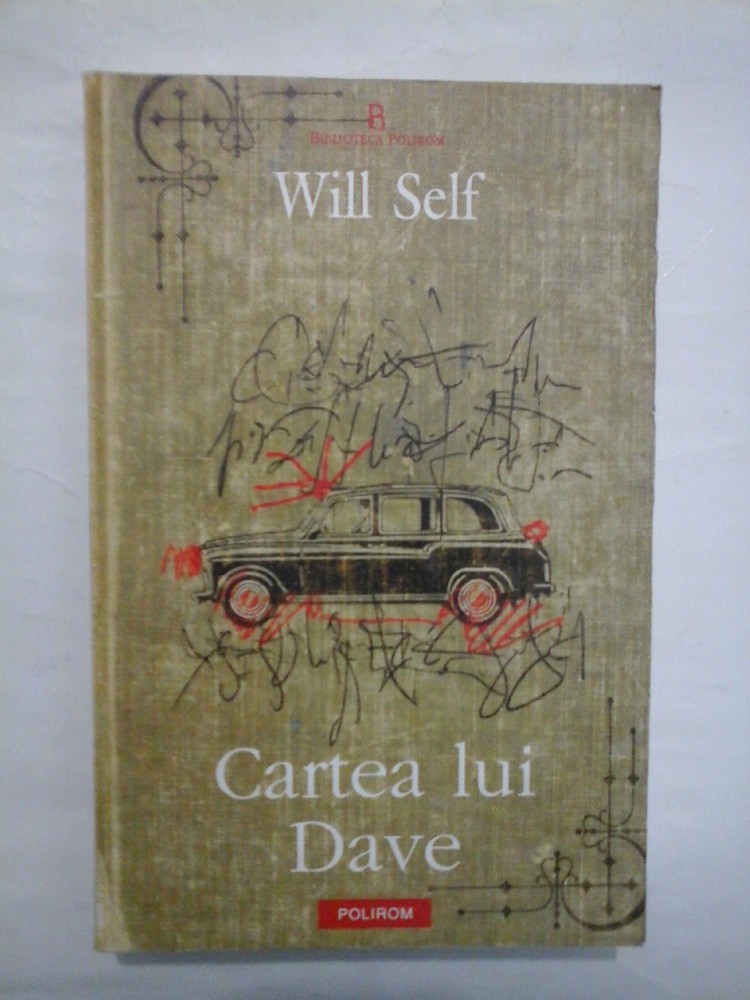 B
BIBLIOTECA POLIROM
Will Self
Cartea lui
Dave
POLIROM